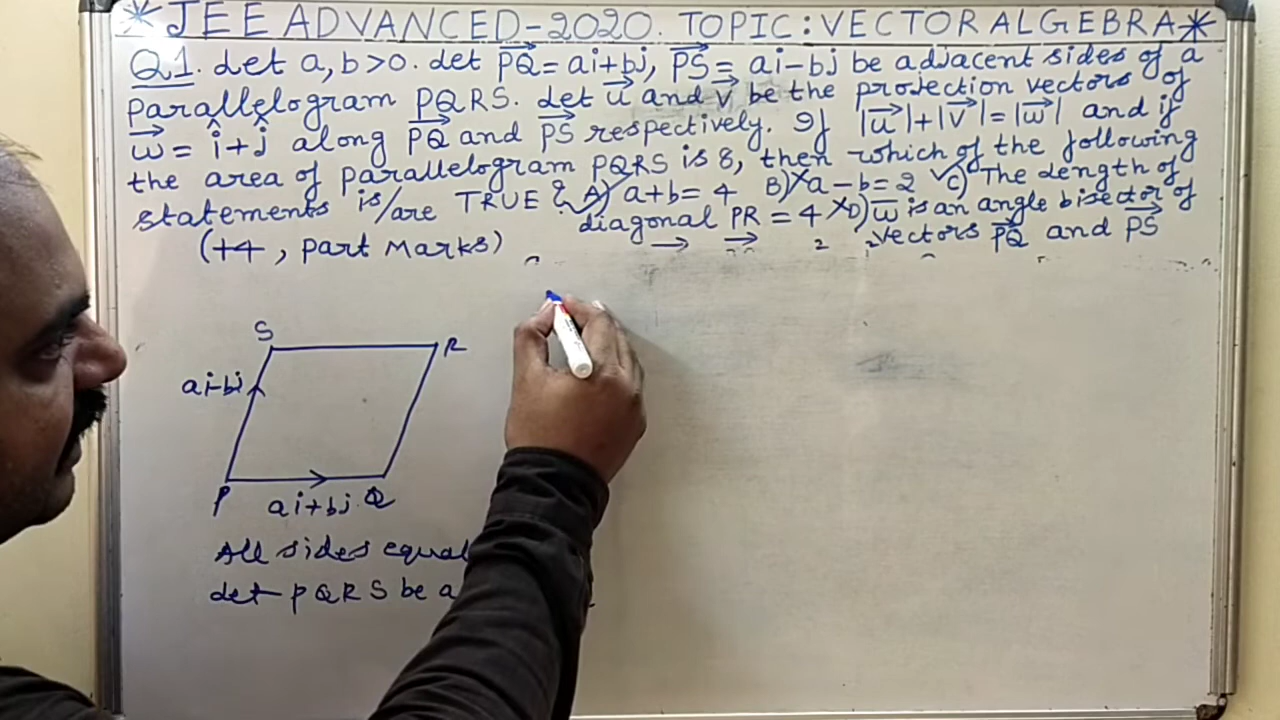 *JEE ADVANCED-2020. TOPIC: VECTOR ALGEBRA*
Q1. Let a, b >0. Let PQ = ai+bj, PS = ai-bj be adjacent sides of a
parallelogram PQRS. Let u and v be the projection vectors of
w = i+j along PQ and PS respectively. If |u|+|v|=|w| and if
the area of parallelogram PQRS is 8, then which of the following
statements is/are TRUE? A) a+b=4 B) a-b=2 C) The Length of
diagonal PR = 4 D) w is an angle bisector of
(+4, part Marks) vectors PQ and PS
S R
ai-bj
P ai+bj Q
All sides equal
Let PQRS be a